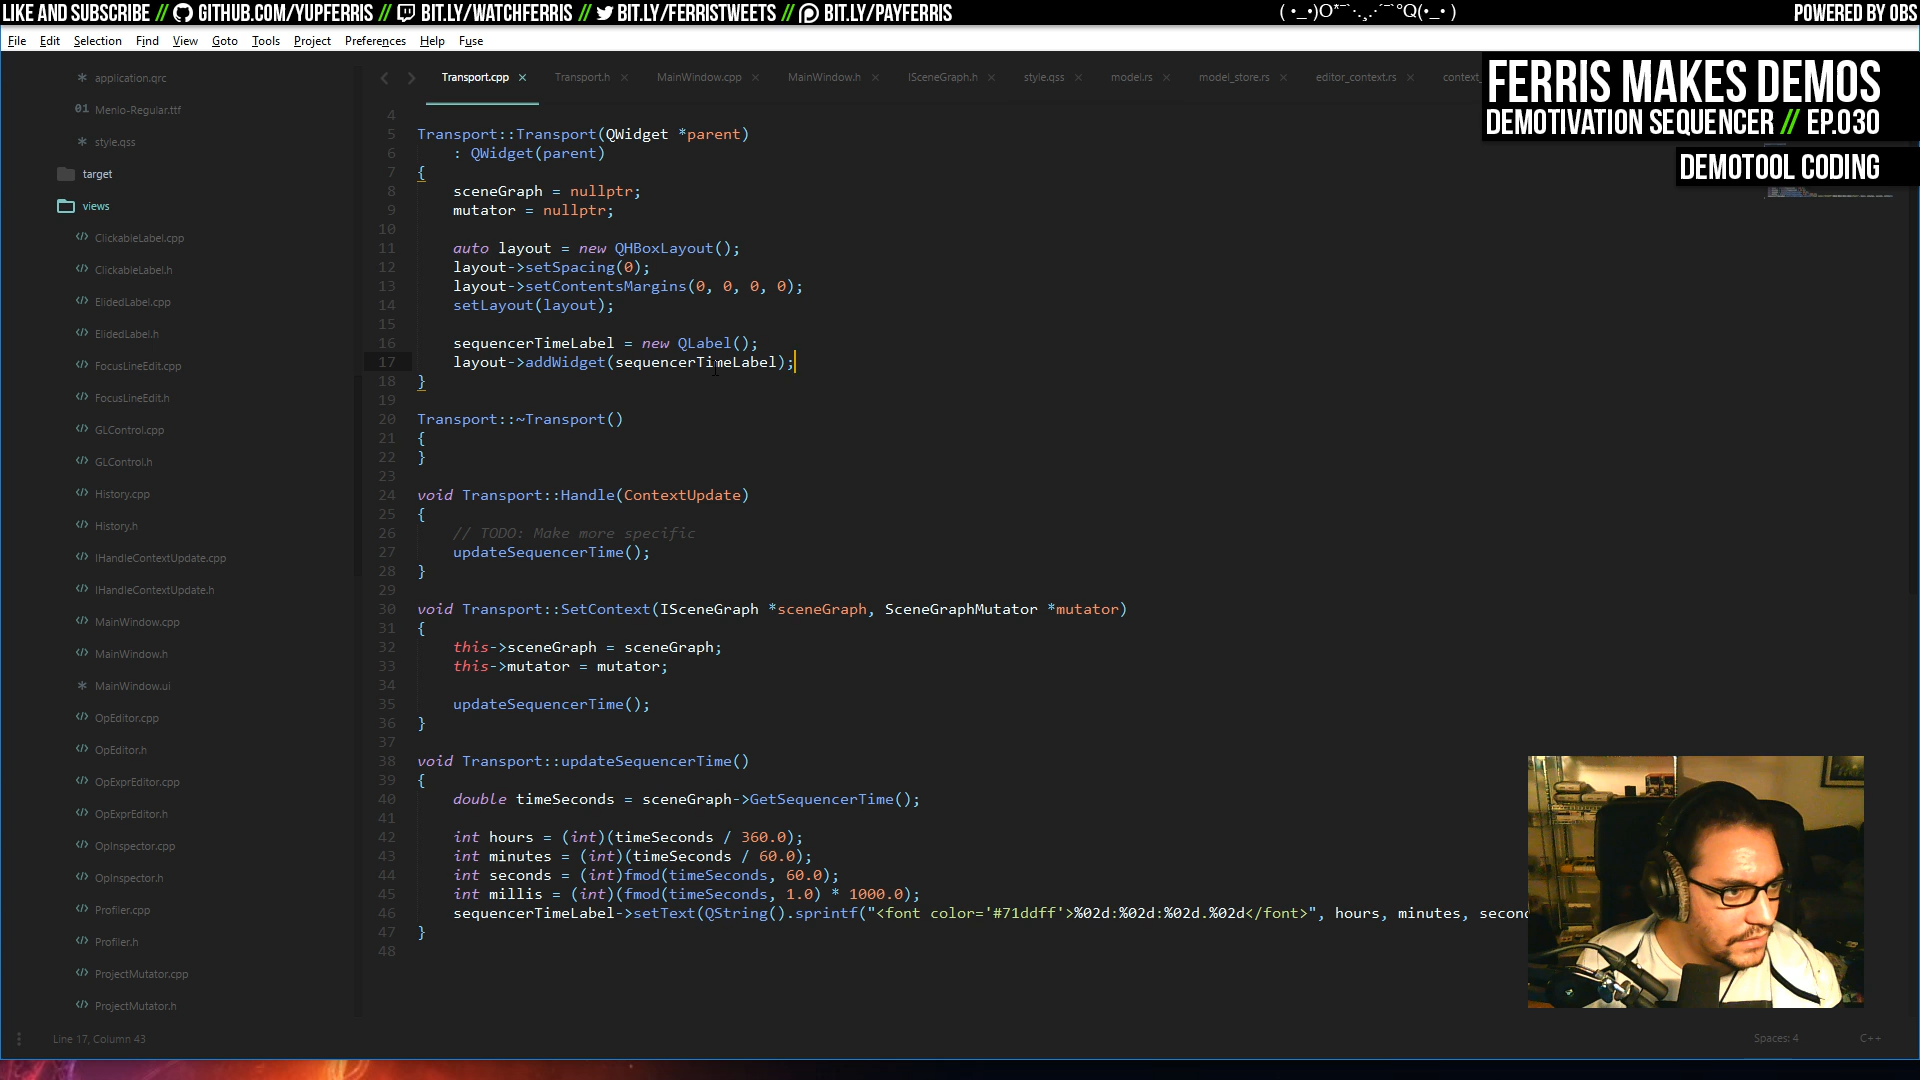 LIKE AND SUBSCRIBE // GITHUB.COM/YUPFERRIS // BIT.LY/WATCHFERRIS // BIT.LY/FERRISTWEETS // BIT.LY/PAYFERRIS
POWERED BY OBS
File Edit Selection Find View Goto Tools Project Preferences Help Fuse
FERRIS MAKES DEMOS
DEMOTIVATION SEQUENCER // EP.030
DEMOTOOL CODING
application.qrc
01 Menio-Regular.ttf
style.qss
target
views
ClickableLabel.cpp
ClickableLabel.h
ElidedLabel.cpp
ElidedLabel.h
FocusLineEdit.cpp
FocusLineEdit.h
GLControl.cpp
GLControl.h
History.cpp
History.h
IHandleContextUpdate.cpp
IHandleContextUpdate.h
MainWindow.cpp
MainWindow.h
MainWindow.ui
OpEditor.cpp
OpEditor.h
OpExprEditor.cpp
OpExprEditor.h
OpInspector.cpp
OpInspector.h
Profiler.cpp
Profiler.h
ProjectMutator.cpp
ProjectMutator.h
Transport.cpp Transport.h MainWindow.cpp MainWindow.h ISceneGraph.h style.qss model.rs model_store.rs editor_context.rs context_
4
5 Transport::Transport(QWidget *parent)
6 : QWidget(parent)
7 {
8 sceneGraph = nullptr;
9 mutator = nullptr;
10
11 auto layout = new QHBoxLayout();
12 layout->setSpacing(0);
13 layout->setContentsMargins(0, 0, 0, 0);
14 setLayout(layout);
15
16 sequencerTimeLabel = new QLabel();
17 layout->addWidget(sequencerTimeLabel);
18 }
19
20 Transport::~Transport()
21 {
22 }
23
24 void Transport::Handle(ContextUpdate)
25 {
26 // TODO: Make more specific
27 updateSequencerTime();
28 }
29
30 void Transport::SetContext(ISceneGraph *sceneGraph, SceneGraphMutator *mutator)
31 {
32 this->sceneGraph = sceneGraph;
33 this->mutator = mutator;
34
35 updateSequencerTime();
36 }
37
38 void Transport::updateSequencerTime()
39 {
40 double timeSeconds = sceneGraph->GetSequencerTime();
41
42 int hours = (int)(timeSeconds / 360.0);
43 int minutes = (int)(timeSeconds / 60.0);
44 int seconds = (int)fmod(timeSeconds, 60.0);
45 int millis = (int)(fmod(timeSeconds, 1.0) * 1000.0);
46 sequencerTimeLabel->setText(QString().sprintf("<font color='#71ddff'>%02d:%02d:%02d.%02d</font>", hours, minutes, secon
47 }
48
Line 17, Column 43
Spaces: 4 C++